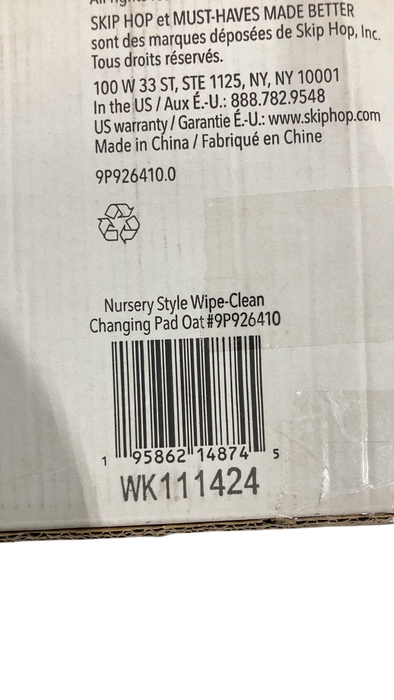 SKIP HOP et MUST-HAVES MADE BETTER
sont des marques déposées de Skip Hop, Inc.
Tous droits réservés.
100 W 33 ST, STE 1125, NY, NY 10001
In the US / Aux É.-U.: 888.782.9548
US warranty / Garantie É.-U.: www.skiphop.com
Made in China / Fabriqué en Chine
9P926410.0
Nursery Style Wipe-Clean
Changing Pad Oat #9P926410
1 95862 14874 5
WK111424